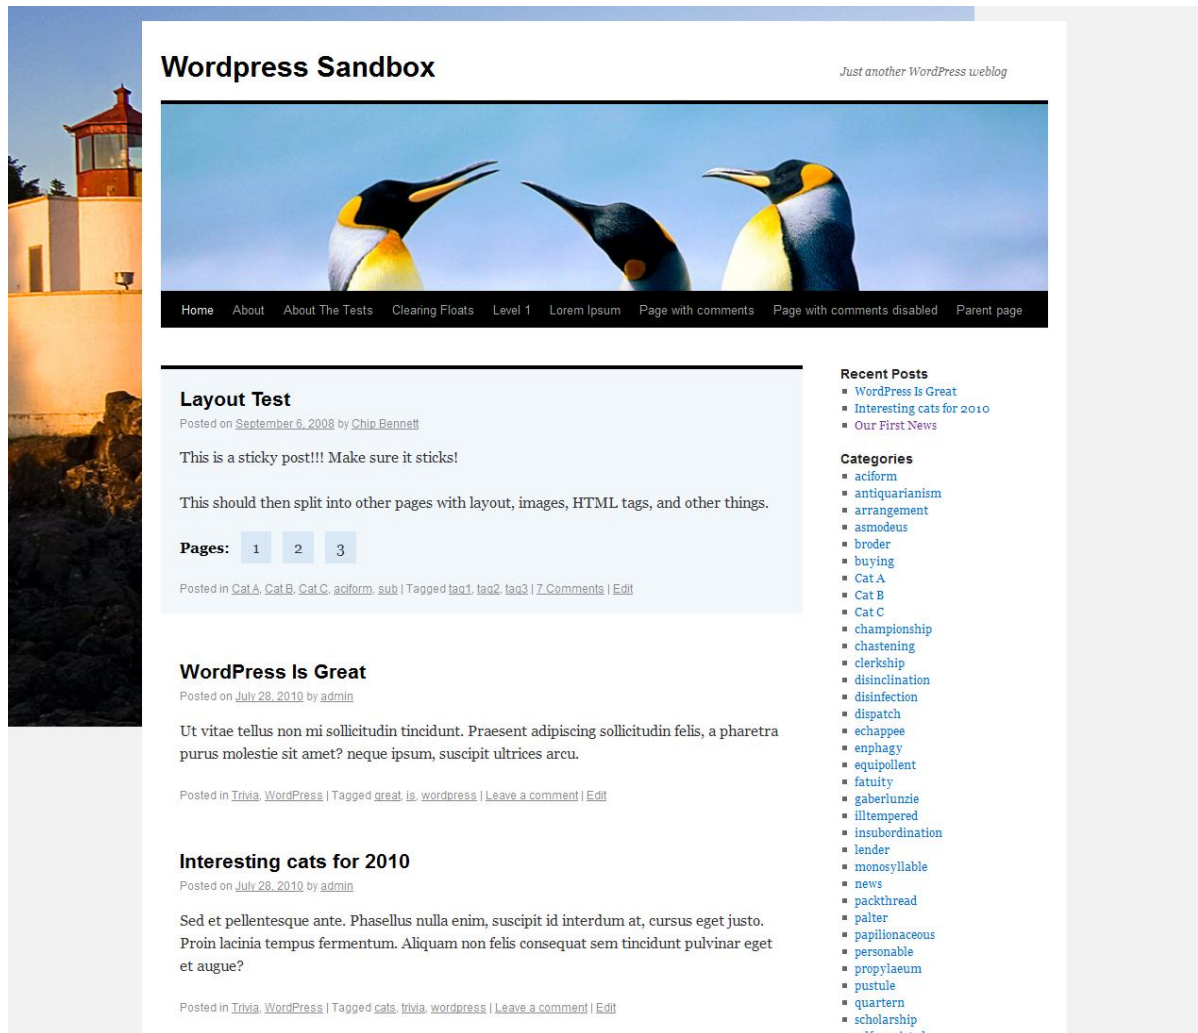 Wordpress Sandbox
Just another WordPress weblog
Home About About The Tests Clearing Floats Level 1 Lorem Ipsum Page with comments Page with comments disabled Parent page
Layout Test
Posted on September 6, 2008 by Chip Bennett
This is a sticky post!!! Make sure it sticks!
This should then split into other pages with layout, images, HTML tags, and other things.
Pages: 1 2 3
Posted in Cat A, Cat B, Cat C, aciform, sub | Tagged tag1, tag2, tag3 | 7 Comments | Edit
WordPress Is Great
Posted on July 28, 2010 by admin
Ut vitae tellus non mi sollicitudin tincidunt. Praesent adipiscing sollicitudin felis, a pharetra
purus molestie sit amet? neque ipsum, suscipit ultrices arcu.
Posted in Trivia, WordPress | Tagged great, is, wordpress | Leave a comment | Edit
Interesting cats for 2010
Posted on July 28, 2010 by admin
Sed et pellentesque ante. Phasellus nulla enim, suscipit id interdum at, cursus eget justo.
Proin lacinia tempus fermentum. Aliquam non felis consequat sem tincidunt pulvinar eget
et augue?
Posted in Trivia, WordPress | Tagged cats, trivia, wordpress | Leave a comment | Edit
Recent Posts
WordPress Is Great
Interesting cats for 2010
Our First News
Categories
aciform
antiquarianism
arrangement
asmodeus
broder
buying
Cat A
Cat B
Cat C
championship
chastening
clerkship
disinclination
disinfection
dispatch
echappee
enphagy
equipollent
fatuity
gaberlunzie
illtempered
insubordination
lender
monosyllable
news
packthread
palter
papilionaceous
personable
propylaeum
pustule
quartern
scholarship